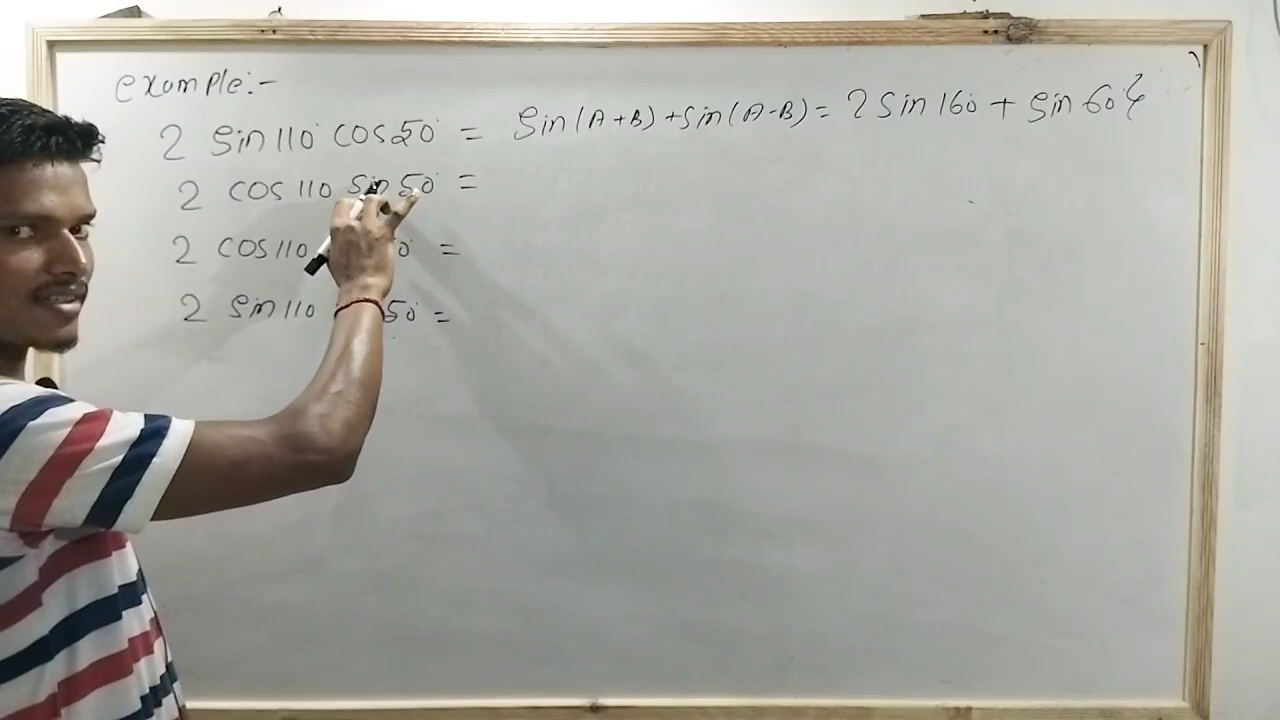 Example:-
2 Sin 110° cos 50° = Sin(A+B)+Sin(A-B) = 2 Sin 160 + Sin 60° }
2 cos 110 Sin 50° =
2 cos 110 0° =
2 Sin 110 50° =